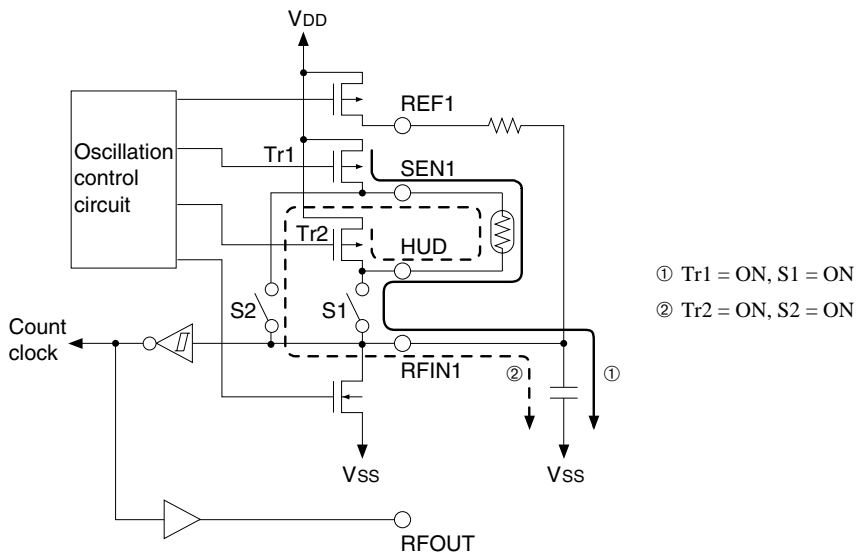 VDD
REF1
Oscillation
control
circuit
Tr1
SEN1
Tr2
HUD
① Tr1 = ON, S1 = ON
② Tr2 = ON, S2 = ON
S2
S1
Count
clock
RFIN1
②
①
VSS
VSS
RFOUT